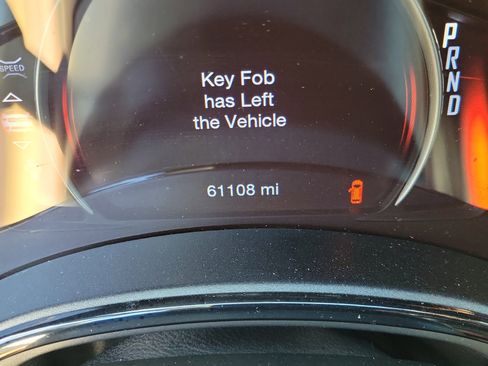 SPEED
Key Fob
has Left
the Vehicle
61108 mi
P
R
N
D